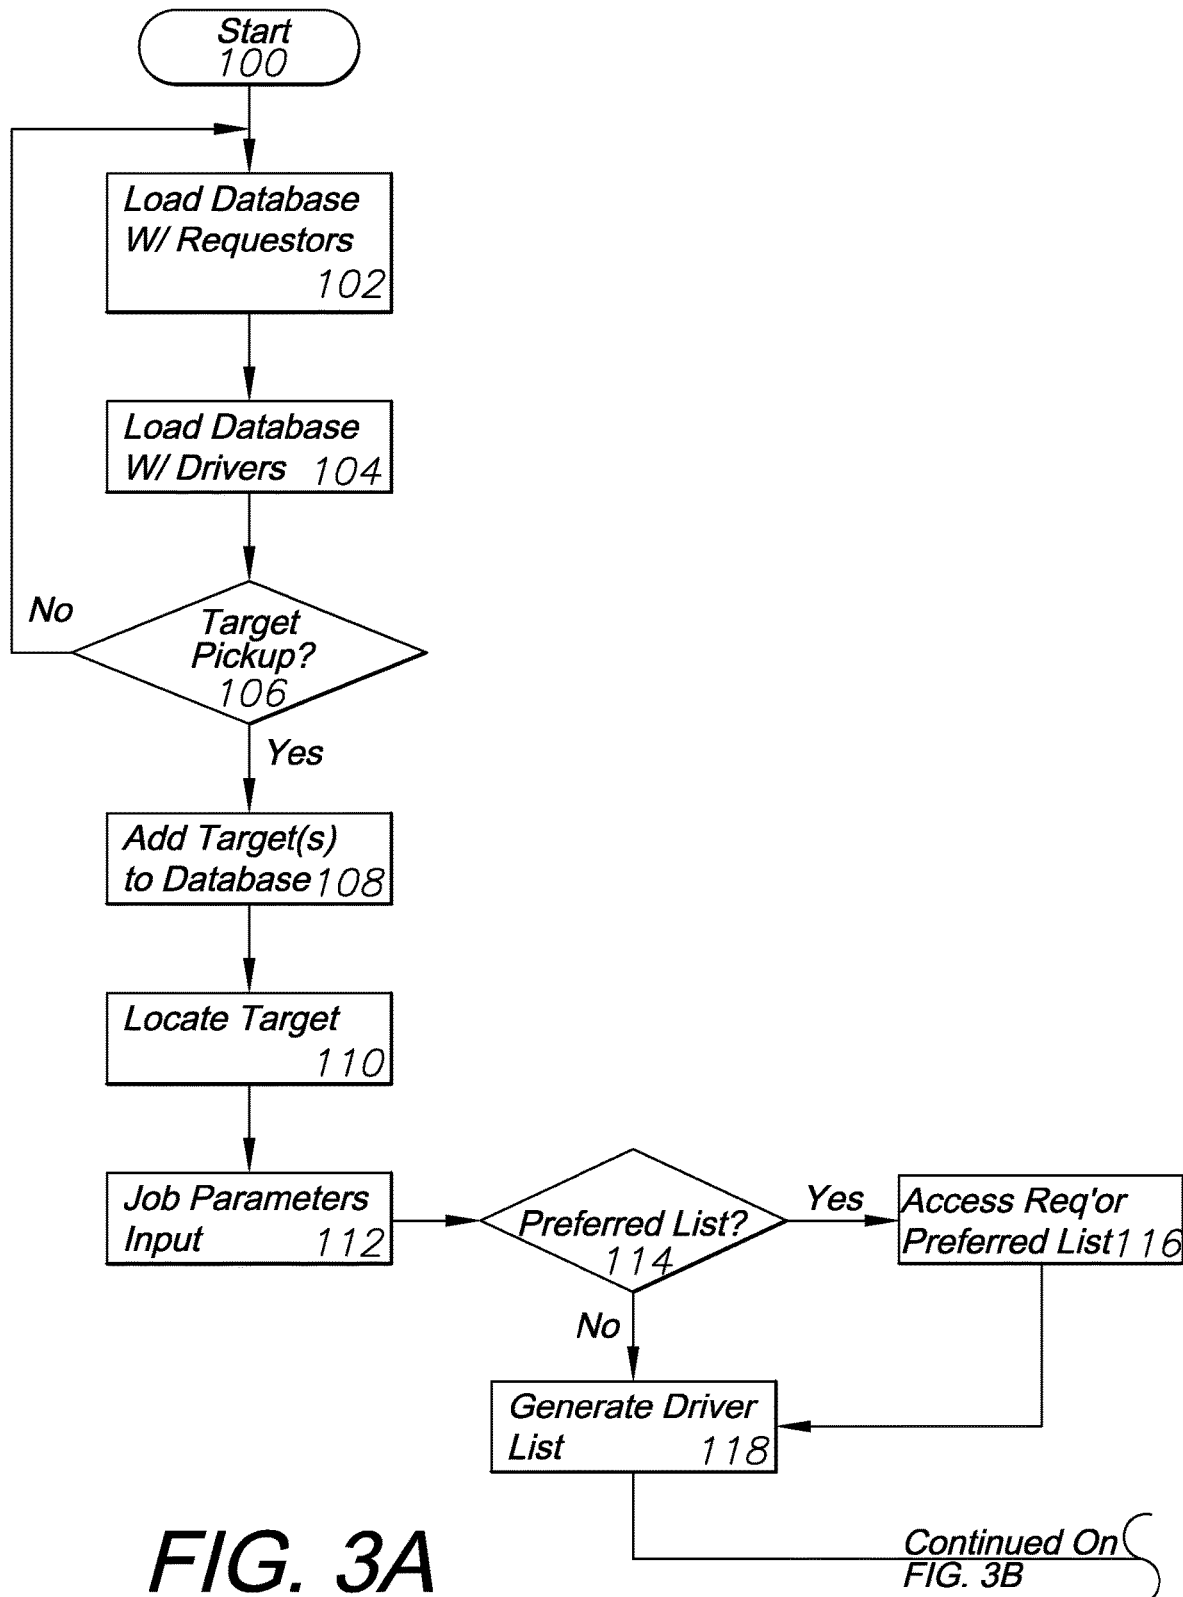 Start
100
Load Database
W/ Requestors
102
Load Database
W/ Drivers 104
No
Target
Pickup?
106
Yes
Add Target(s)
to Database 108
Locate Target
110
Job Parameters
Input 112
Preferred List?
114
Yes
Access Req'or
Preferred List 116
No
Generate Driver
List 118
Continued On
FIG. 3B
FIG. 3A